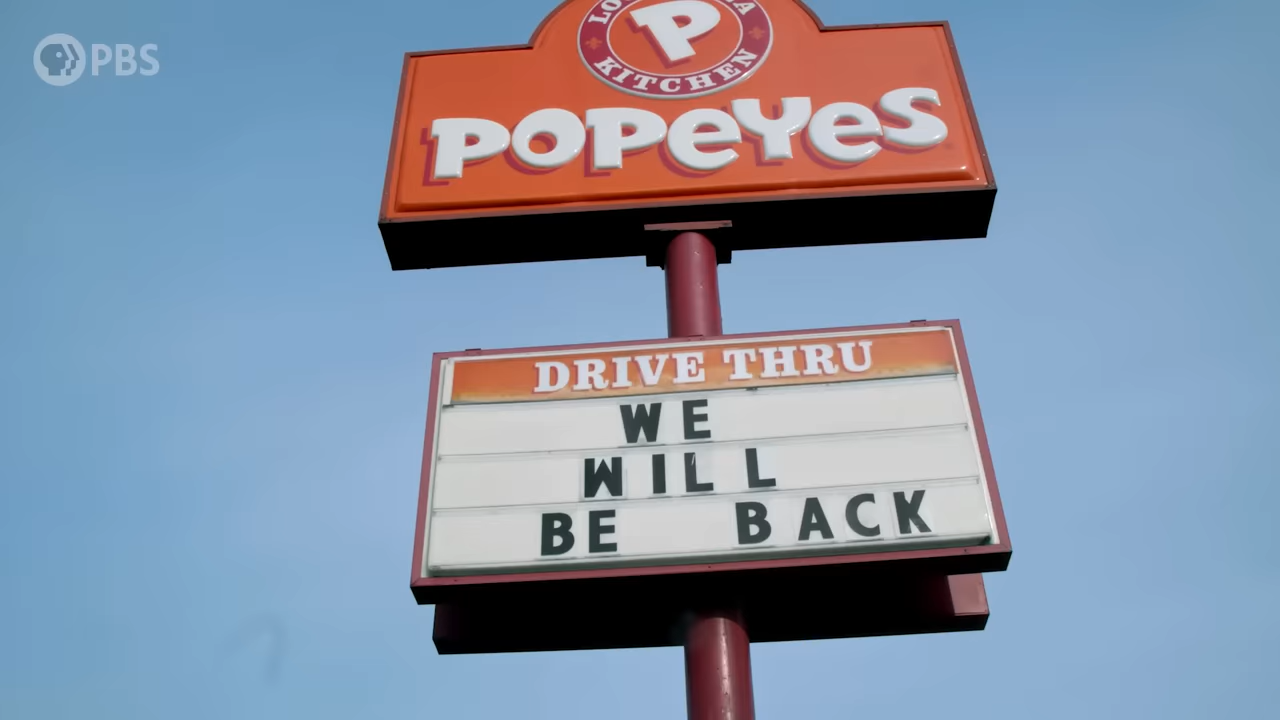 PBS
P
KITCHEN
POPEYES
DRIVE THRU
WE
WILL
BE BACK